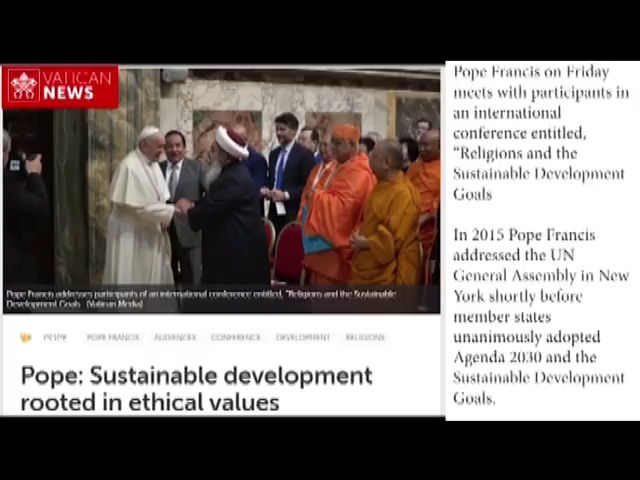 VATICAN
NEWS
Pope Francis addresses participants of an international conference entitled, "Religions and the Sustainable
Development Goals (Vatican Media)
POPE POPE FRANCIS AUDIENCES CONFERENCE DEVELOPMENT RELIGIONS
Pope: Sustainable development
rooted in ethical values
Pope Francis on Friday
meets with participants in
an international
conference entitled,
“Religions and the
Sustainable Development
Goals
In 2015 Pope Francis
addressed the UN
General Assembly in New
York shortly before
member states
unanimously adopted
Agenda 2030 and the
Sustainable Development
Goals.